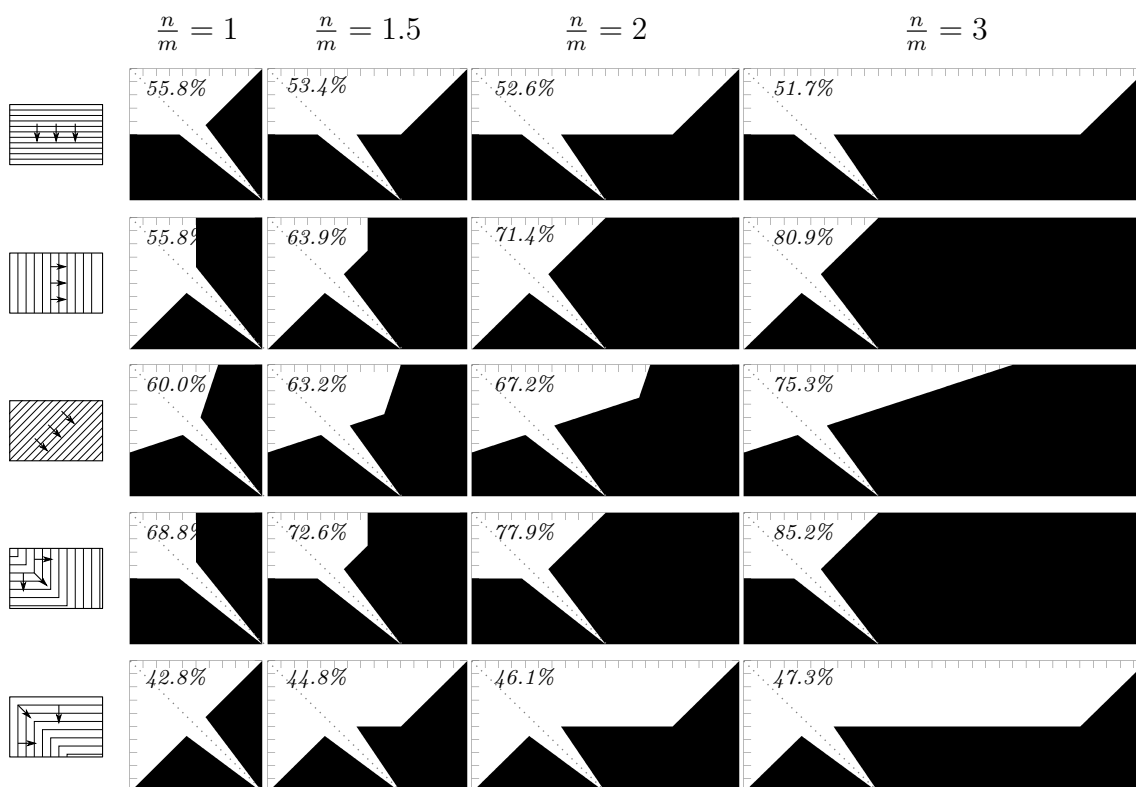 n/m = 1 n/m = 1.5 n/m = 2 n/m = 3
55.8% 53.4% 52.6% 51.7%
55.8% 63.9% 71.4% 80.9%
60.0% 63.2% 67.2% 75.3%
68.8% 72.6% 77.9% 85.2%
42.8% 44.8% 46.1% 47.3%